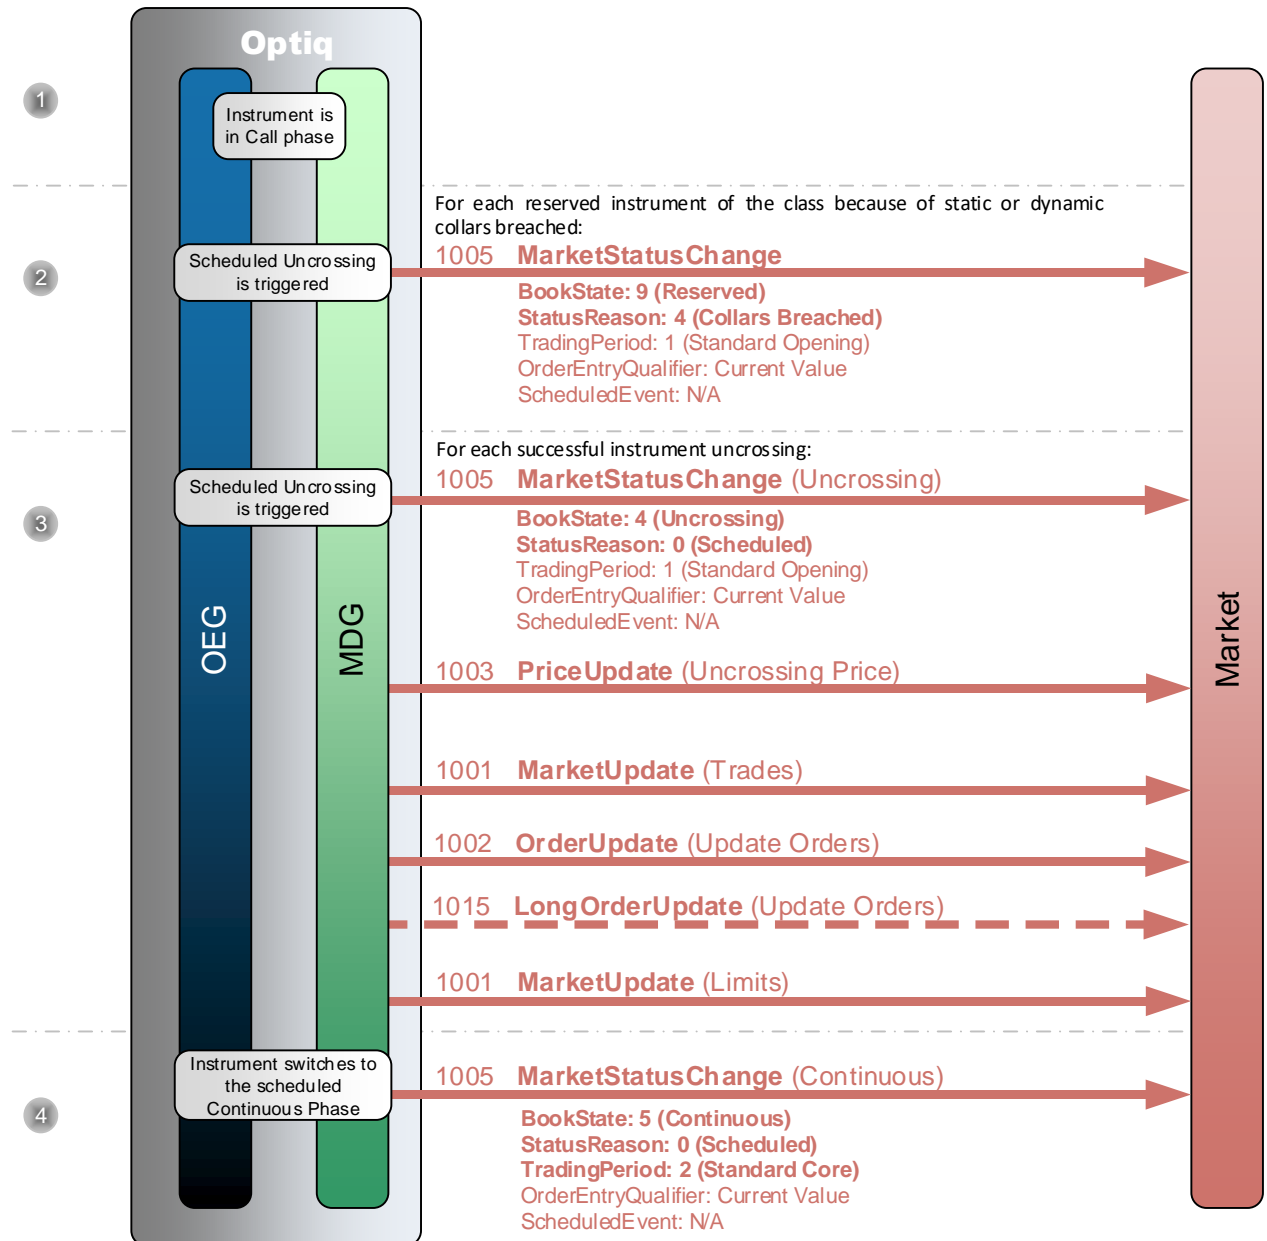 Optiq
1
Instrument is
in Call phase
For each reserved instrument of the class because of static or dynamic
collars breached:
2
Scheduled Uncrossing
is triggered
1005 MarketStatusChange
BookState: 9 (Reserved)
StatusReason: 4 (Collars Breached)
TradingPeriod: 1 (Standard Opening)
OrderEntryQualifier: Current Value
ScheduledEvent: N/A
For each successful instrument uncrossing:
3
Scheduled Uncrossing
is triggered
1005 MarketStatusChange (Uncrossing)
BookState: 4 (Uncrossing)
StatusReason: 0 (Scheduled)
TradingPeriod: 1 (Standard Opening)
OrderEntryQualifier: Current Value
ScheduledEvent: N/A
OEG
MDG
Market
1003 PriceUpdate (Uncrossing Price)
1001 MarketUpdate (Trades)
1002 OrderUpdate (Update Orders)
1015 LongOrderUpdate (Update Orders)
1001 MarketUpdate (Limits)
4
Instrument switches to
the scheduled
Continuous Phase
1005 MarketStatusChange (Continuous)
BookState: 5 (Continuous)
StatusReason: 0 (Scheduled)
TradingPeriod: 2 (Standard Core)
OrderEntryQualifier: Current Value
ScheduledEvent: N/A